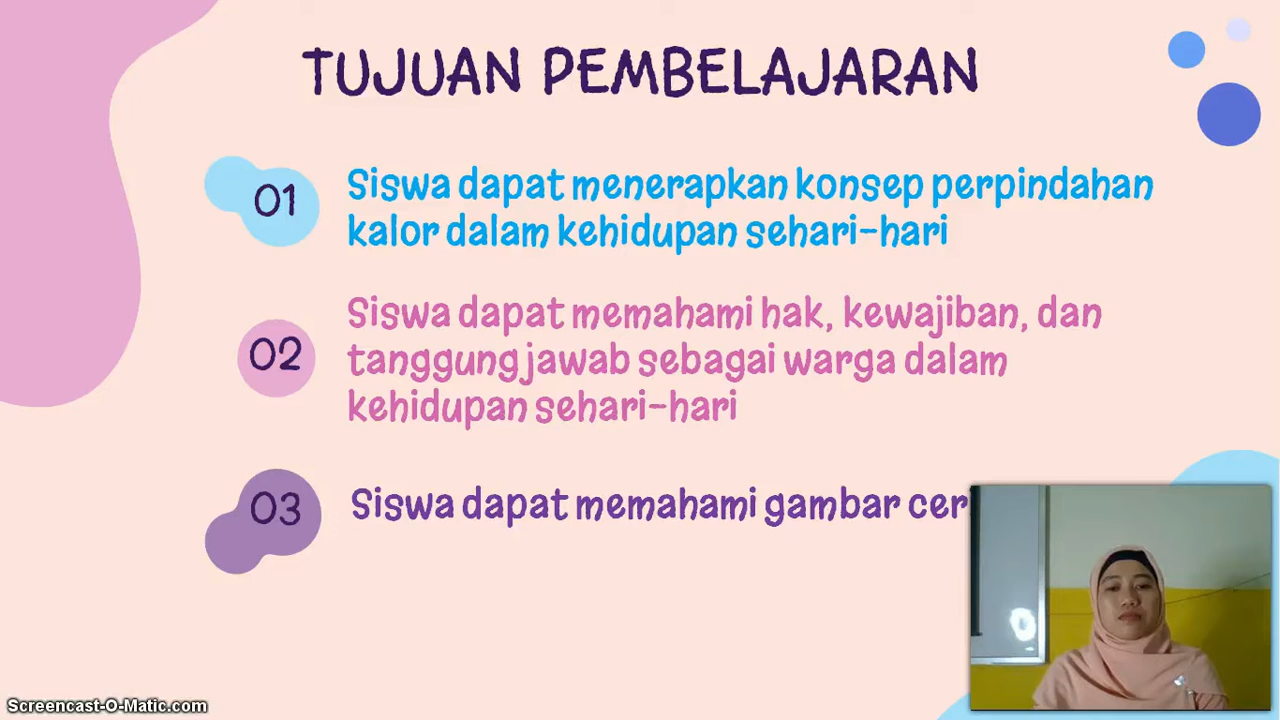 TUJUAN PEMBELAJARAN
01
Siswa dapat menerapkan konsep perpindahan
kalor dalam kehidupan sehari-hari
02
Siswa dapat memahami hak, kewajiban, dan
tanggung jawab sebagai warga dalam
kehidupan sehari-hari
03
Siswa dapat memahami gambar
Screencast-O-Matic.com